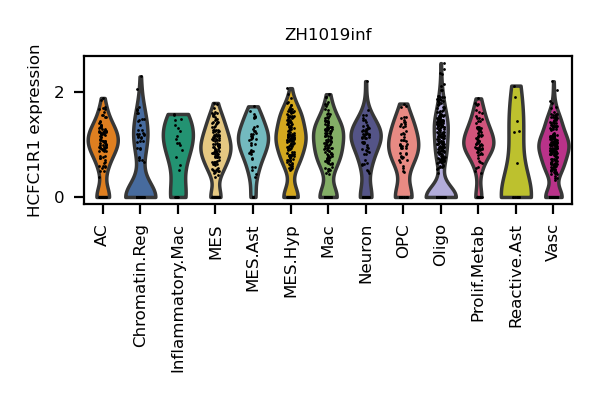 ZH1019inf
HCFC1R1 expression
2
0
AC
Chromatin.Reg
Inflammatory.Mac
MES
MES.Ast
MES.Hyp
Mac
Neuron
OPC
Oligo
Prolif.Metab
Reactive.Ast
Vasc